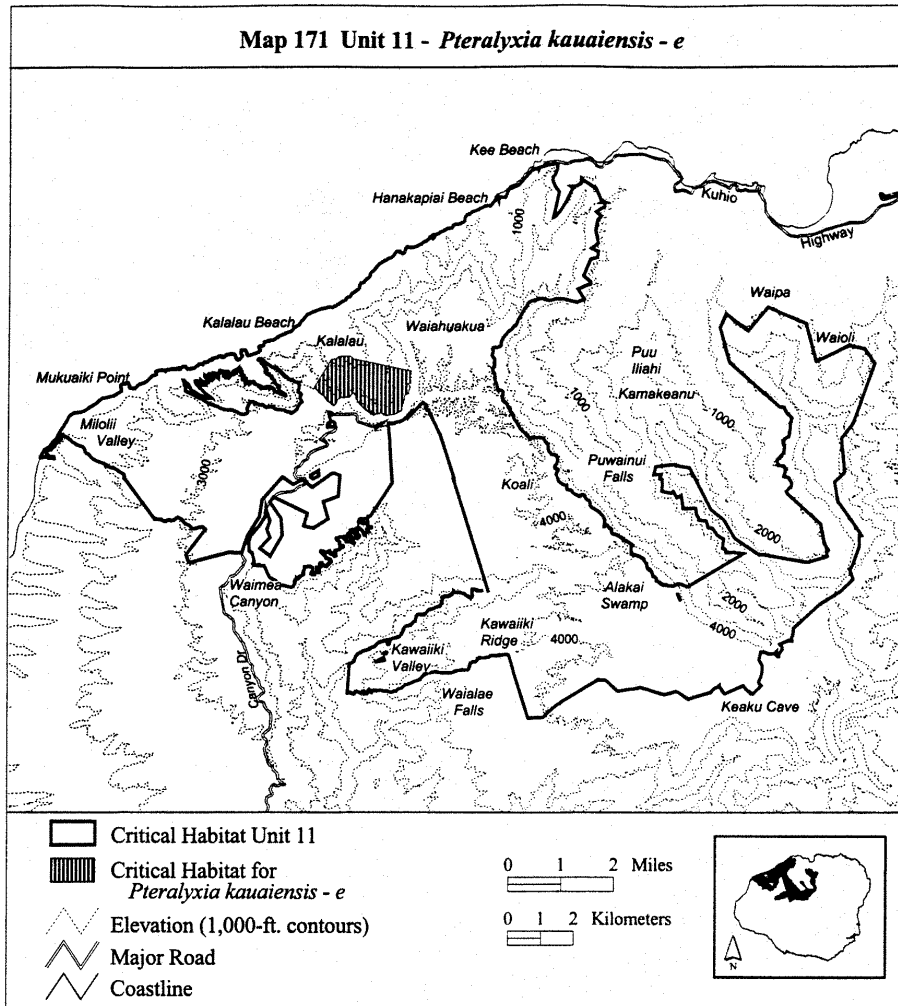 Map 171 Unit 11 - Pteralyxia kauaiensis - e
Kee Beach
Hanakapiai Beach
Kuhio
Highway
1000
Waipa
Kalalau Beach
Waiahuakua
Waioli
Kalalau
Puu
Iliahi
Mukuaiki Point
Kamakeanu
1000
1000
Milolii
Valley
3000
Puwainui
Falls
Koali
4000
2000
Waimea
Canyon
Alakai
Swamp
2000
Kawaiiki
Ridge
4000
4000
Kawaiiki
Valley
Canyon Dr
Waialae
Falls
Keaku Cave
Critical Habitat Unit 11
Critical Habitat for
Pteralyxia kauaiensis - e
Elevation (1,000-ft. contours)
Major Road
Coastline
0 1 2 Miles
0 1 2 Kilometers
N